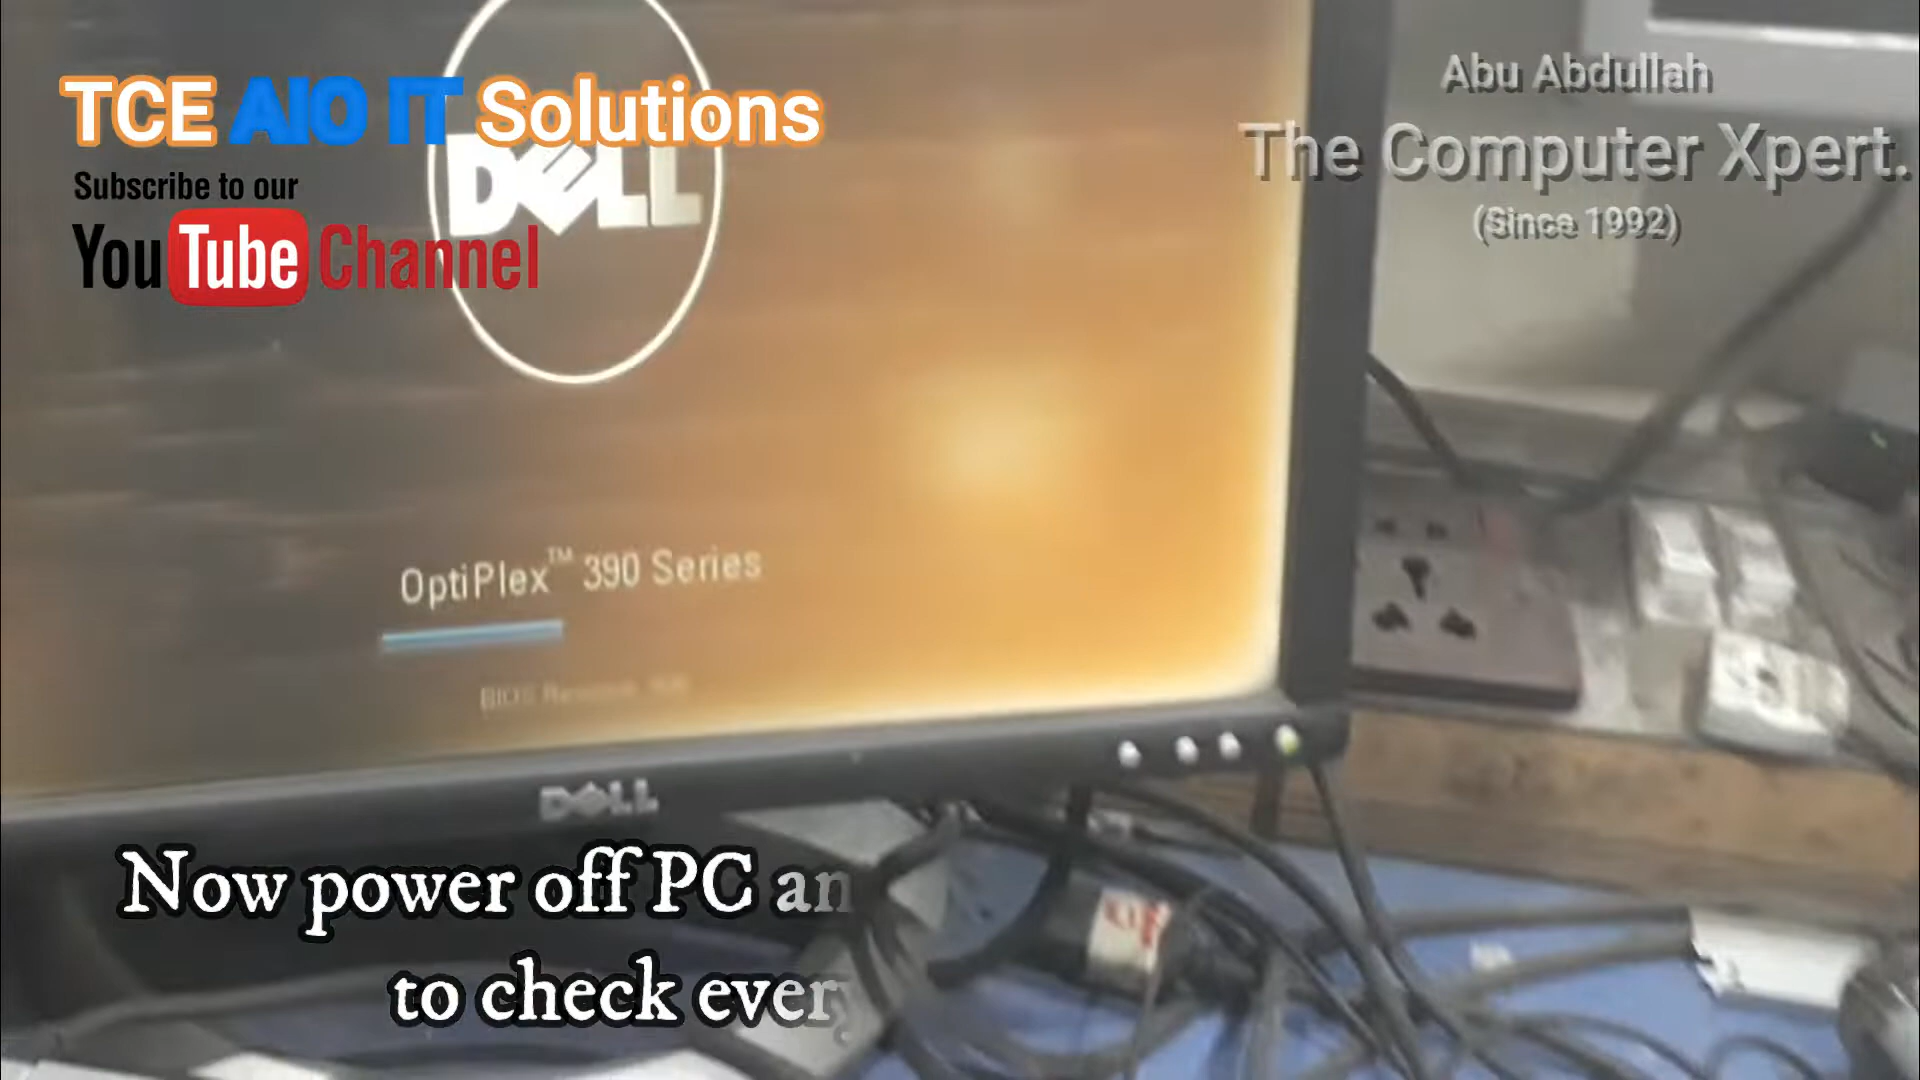 TCE AIO IT Solutions
Subscribe to our
YouTube Channel
Abu Abdullah
The Computer Xpert.
(Since 1992)
DELL
OptiPlex™ 390 Series
BIOS
DELL
Now power off PC an
to check every